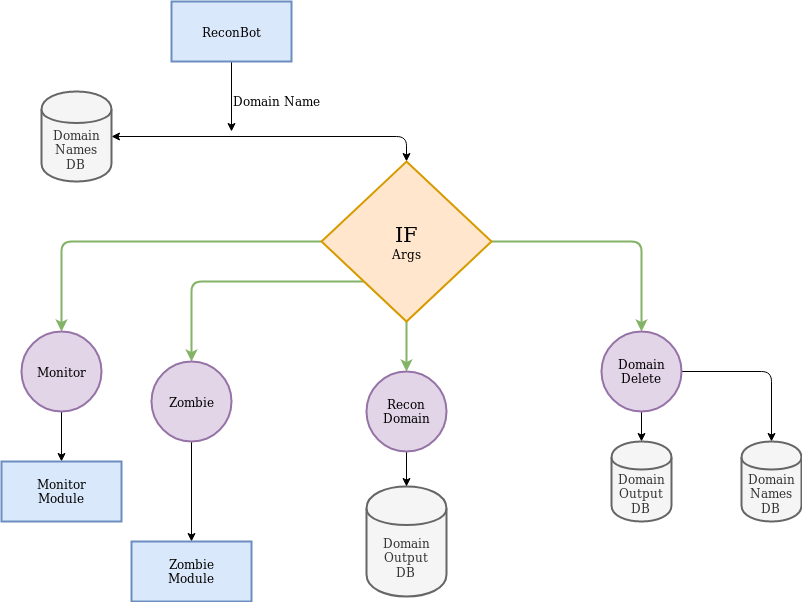 ReconBot
Domain Name
Domain
Names
DB
IF
Args
Monitor
Zombie
Recon
Domain
Domain
Delete
Monitor
Module
Zombie
Module
Domain
Output
DB
Domain
Output
DB
Domain
Names
DB